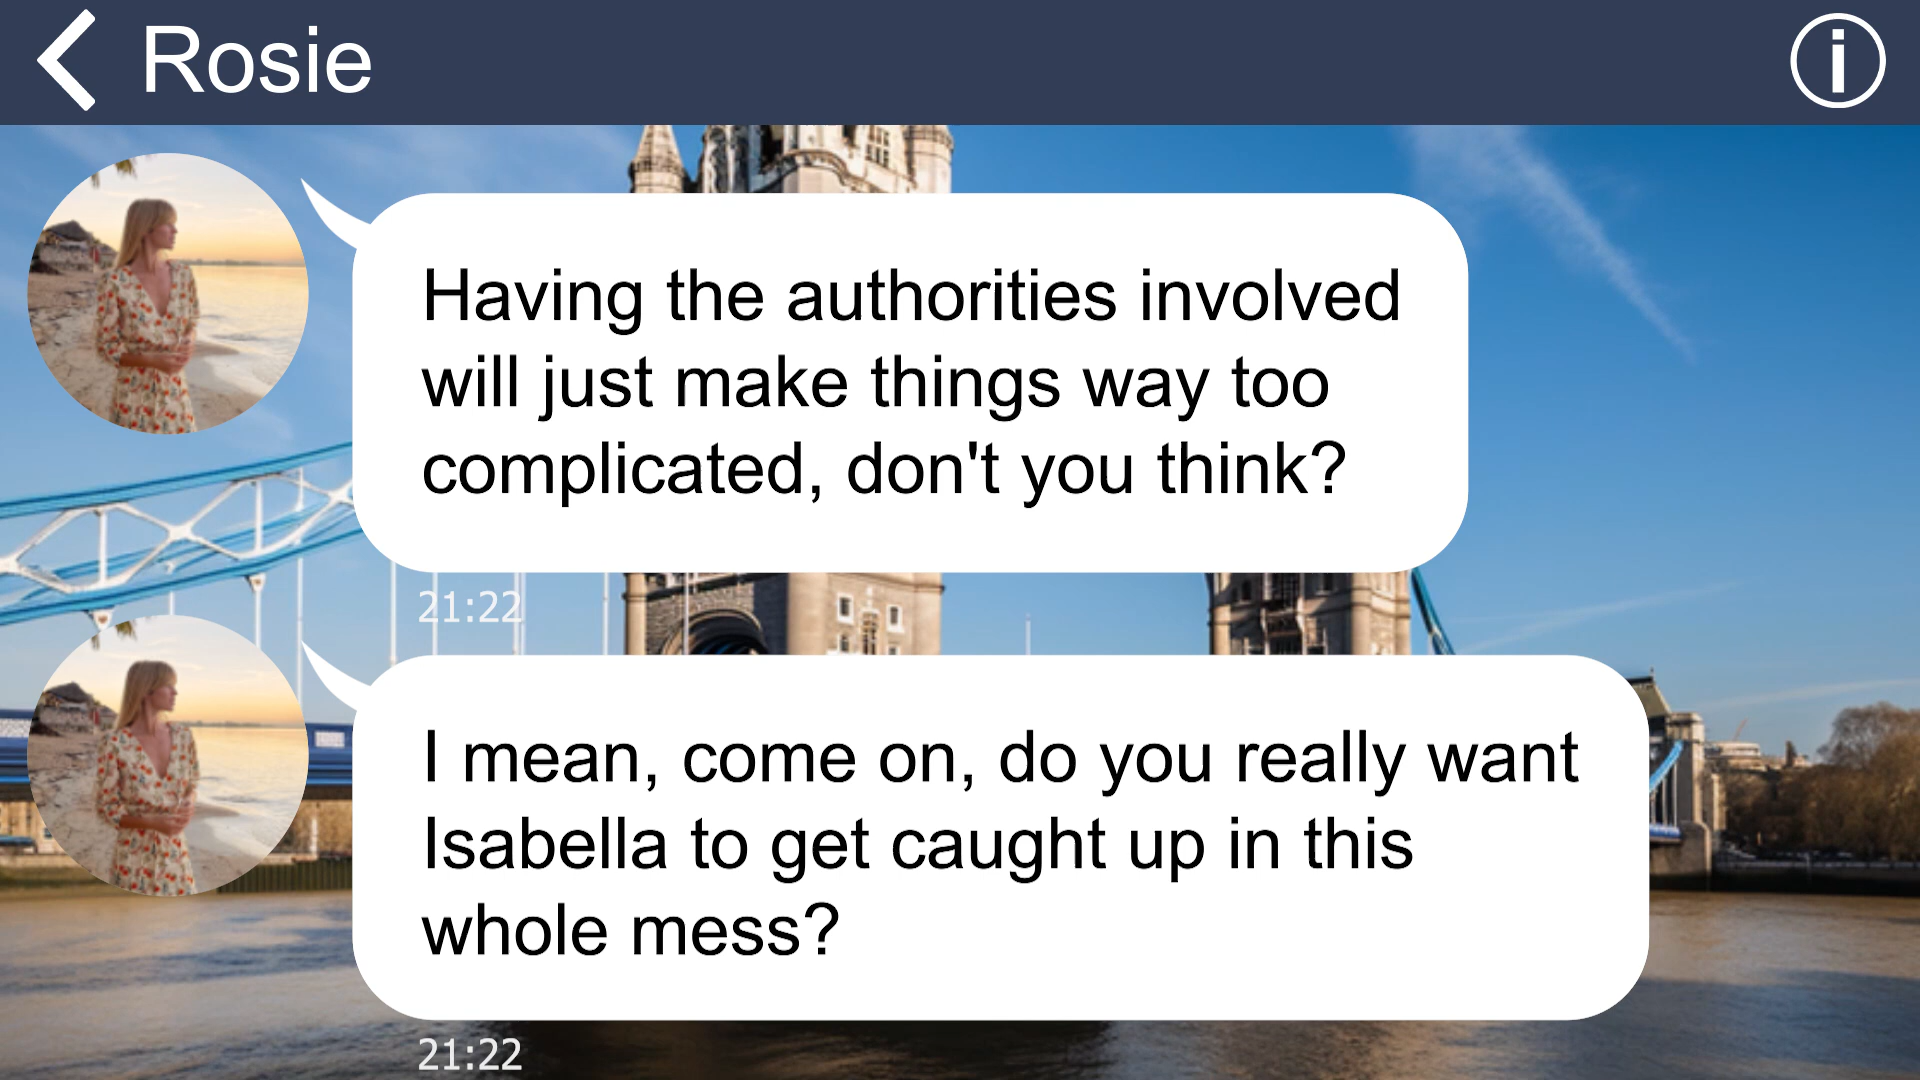 Rosie
Having the authorities involved
will just make things way too
complicated, don't you think?
21:22
I mean, come on, do you really want
Isabella to get caught up in this
whole mess?
21:22